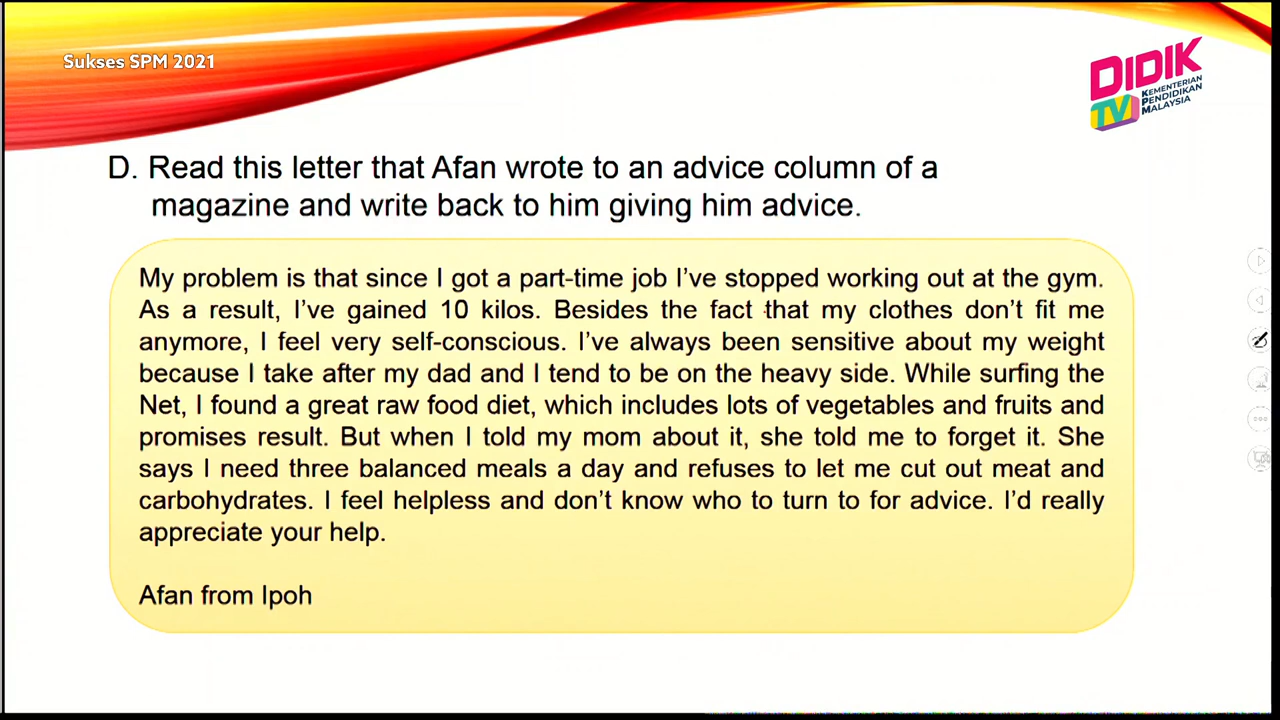 Sukses SPM 2021
DIDIK
TV
KEMENTERIAN
PENDIDIKAN
MALAYSIA
D. Read this letter that Afan wrote to an advice column of a
magazine and write back to him giving him advice.
My problem is that since I got a part-time job I've stopped working out at the gym.
As a result, I've gained 10 kilos. Besides the fact that my clothes don't fit me
anymore, I feel very self-conscious. I've always been sensitive about my weight
because I take after my dad and I tend to be on the heavy side. While surfing the
Net, I found a great raw food diet, which includes lots of vegetables and fruits and
promises result. But when I told my mom about it, she told me to forget it. She
says I need three balanced meals a day and refuses to let me cut out meat and
carbohydrates. I feel helpless and don't know who to turn to for advice. I'd really
appreciate your help.
Afan from Ipoh